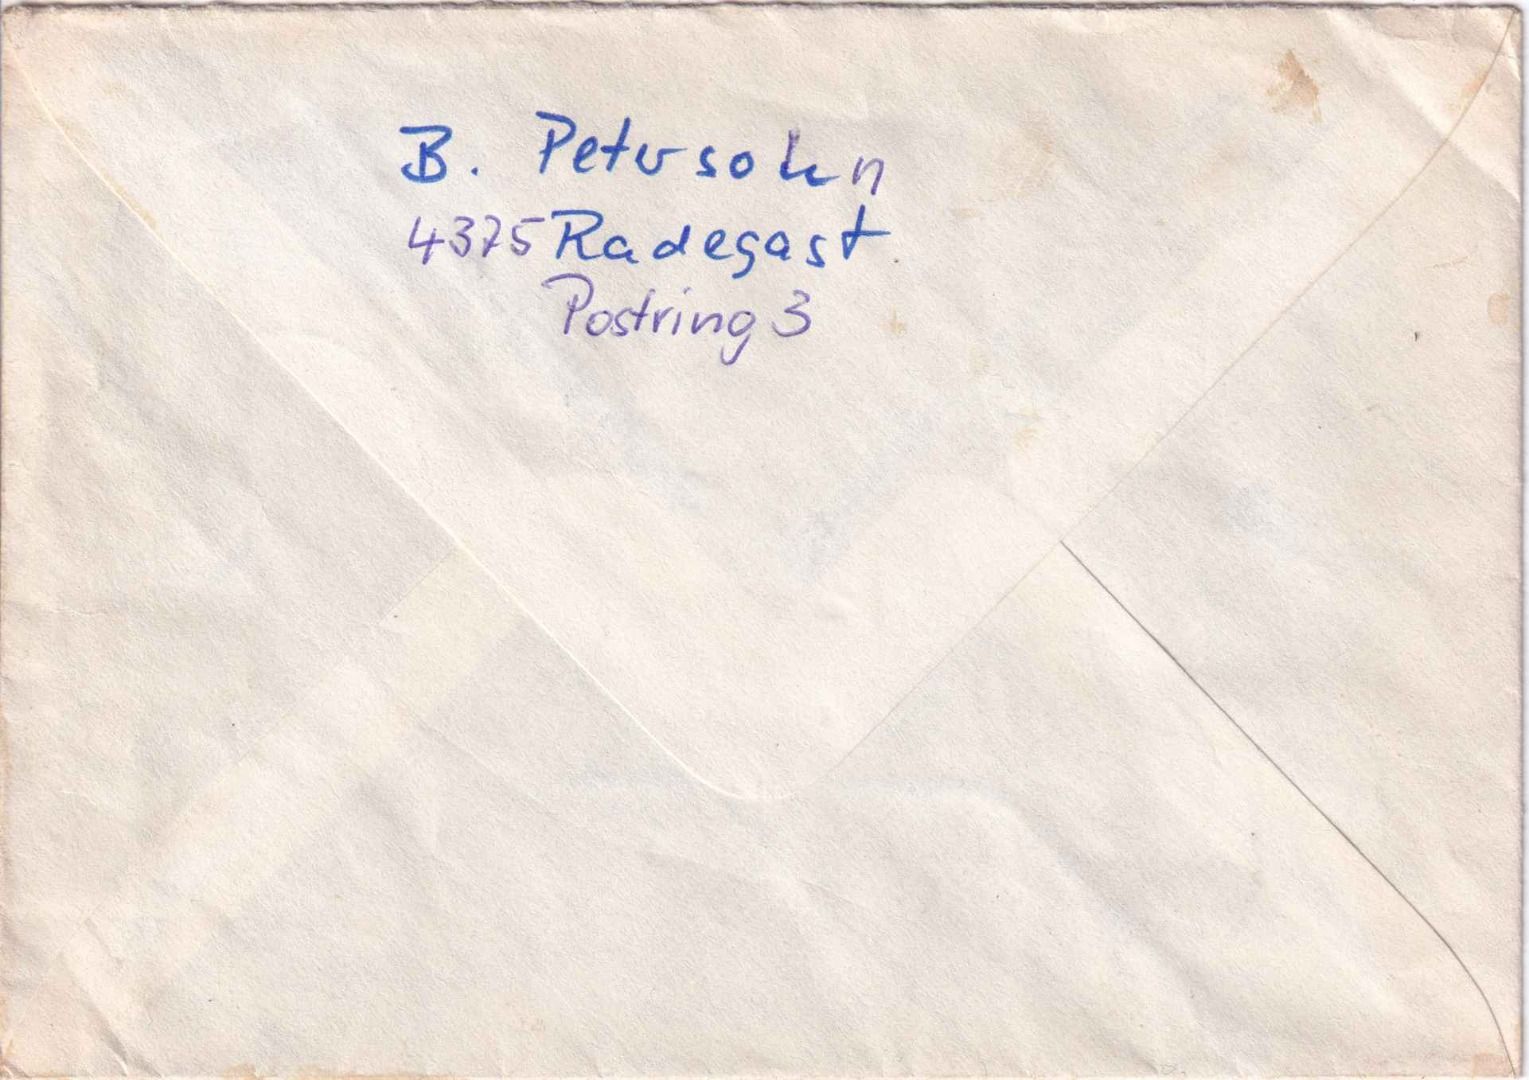 B. Petersohn
4375 Radegast
Postring 3